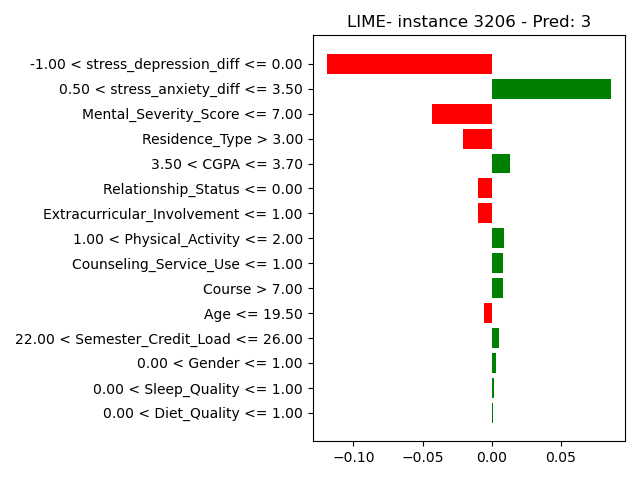 LIME- instance 3206 - Pred: 3
-1.00 < stress_depression_diff <= 0.00
0.50 < stress_anxiety_diff <= 3.50
Mental_Severity_Score <= 7.00
Residence_Type > 3.00
3.50 < CGPA <= 3.70
Relationship_Status <= 0.00
Extracurricular_Involvement <= 1.00
1.00 < Physical_Activity <= 2.00
Counseling_Service_Use <= 1.00
Course > 7.00
Age <= 19.50
22.00 < Semester_Credit_Load <= 26.00
0.00 < Gender <= 1.00
0.00 < Sleep_Quality <= 1.00
0.00 < Diet_Quality <= 1.00
−0.10 −0.05 0.00 0.05